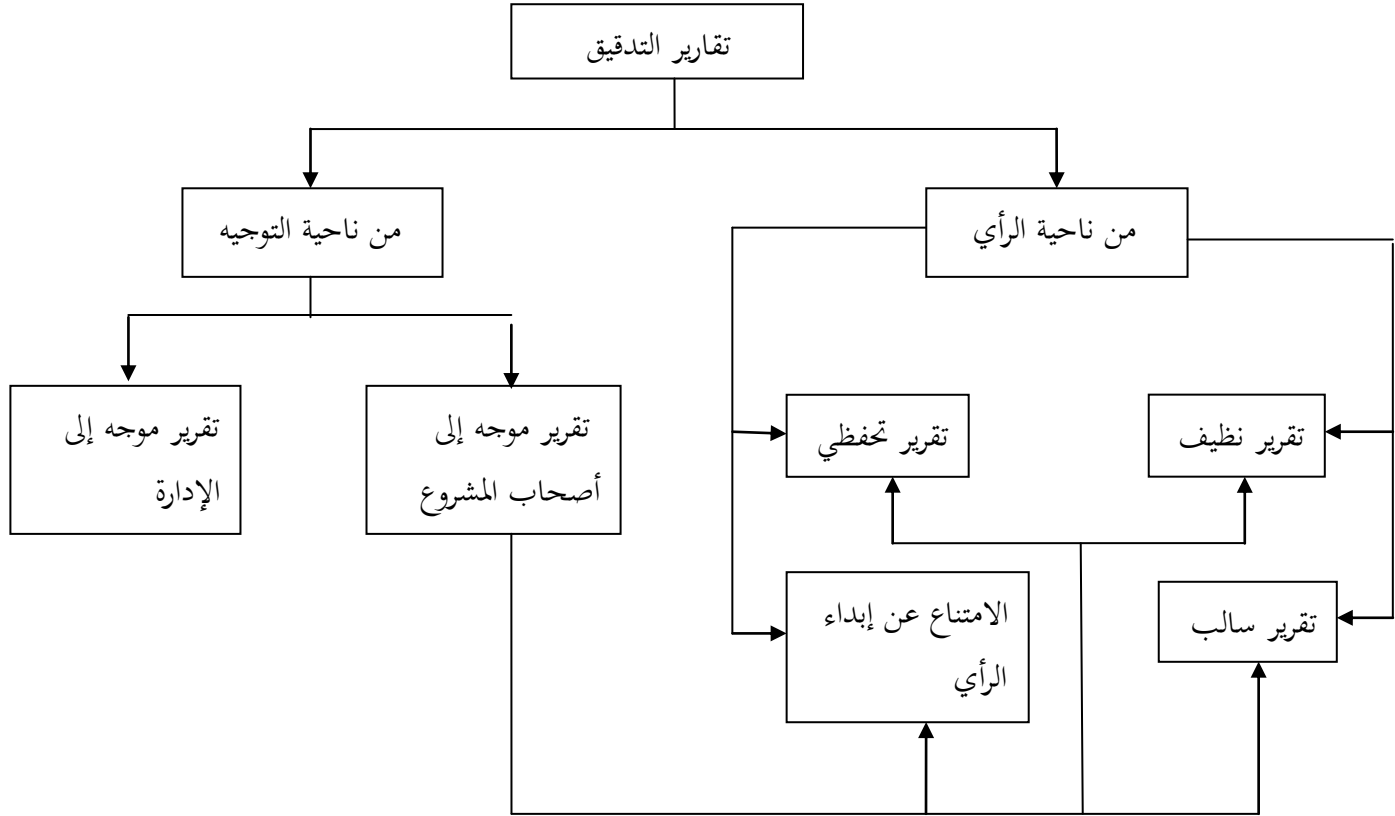 تقارير التدقيق
من ناحية الرأي
من ناحية التوجيه
تقرير نظيف
تقرير تحفظي
تقرير موجه إلى
أصحاب المشروع
تقرير موجه إلى
الإدارة
تقرير سالب
الامتناع عن إبداء
الرأي